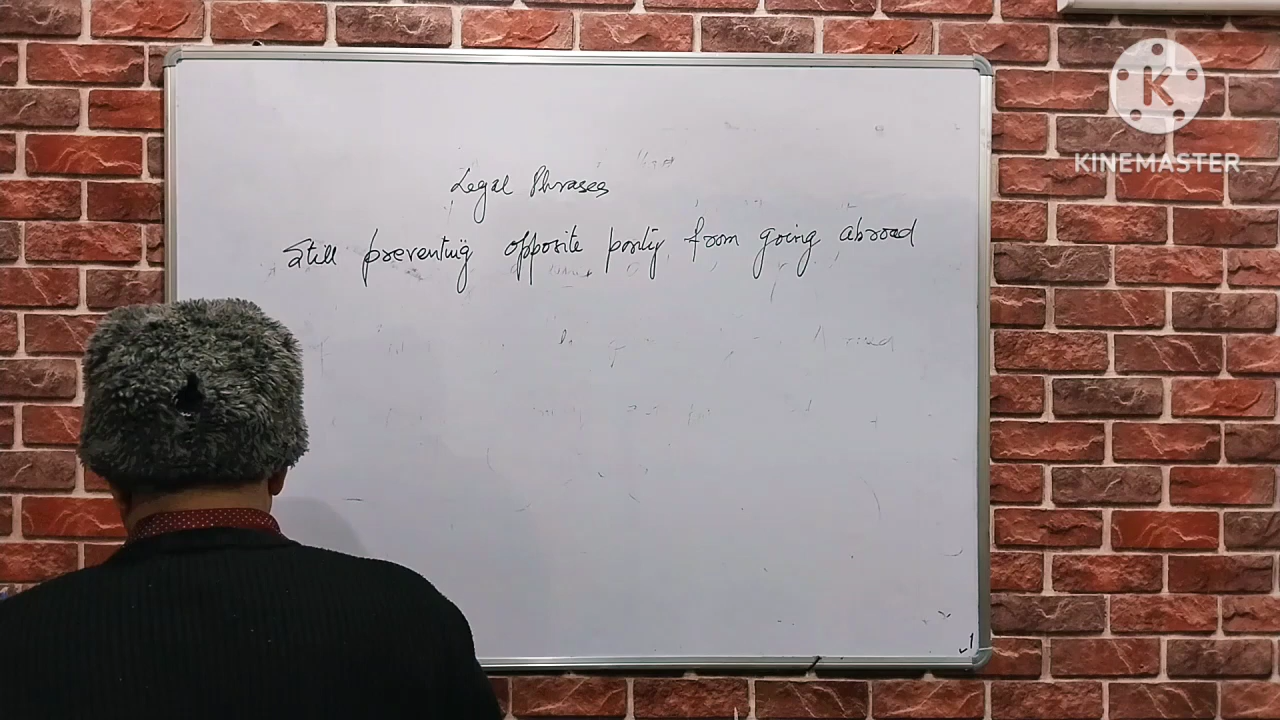 Legal Phrases
Still preventing opposite party from going abroad
K
KINEMASTER